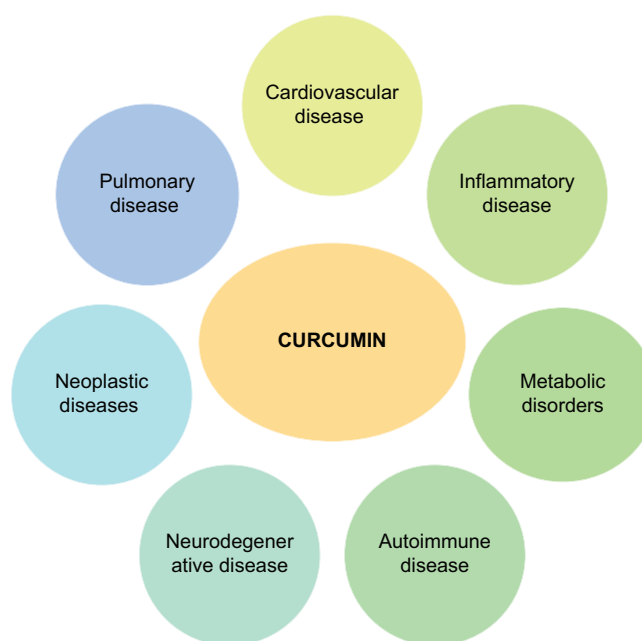 Cardiovascular
disease
Inflammatory
disease
Metabolic
disorders
Autoimmune
disease
Neurodegener
ative disease
Neoplastic
diseases
Pulmonary
disease
CURCUMIN